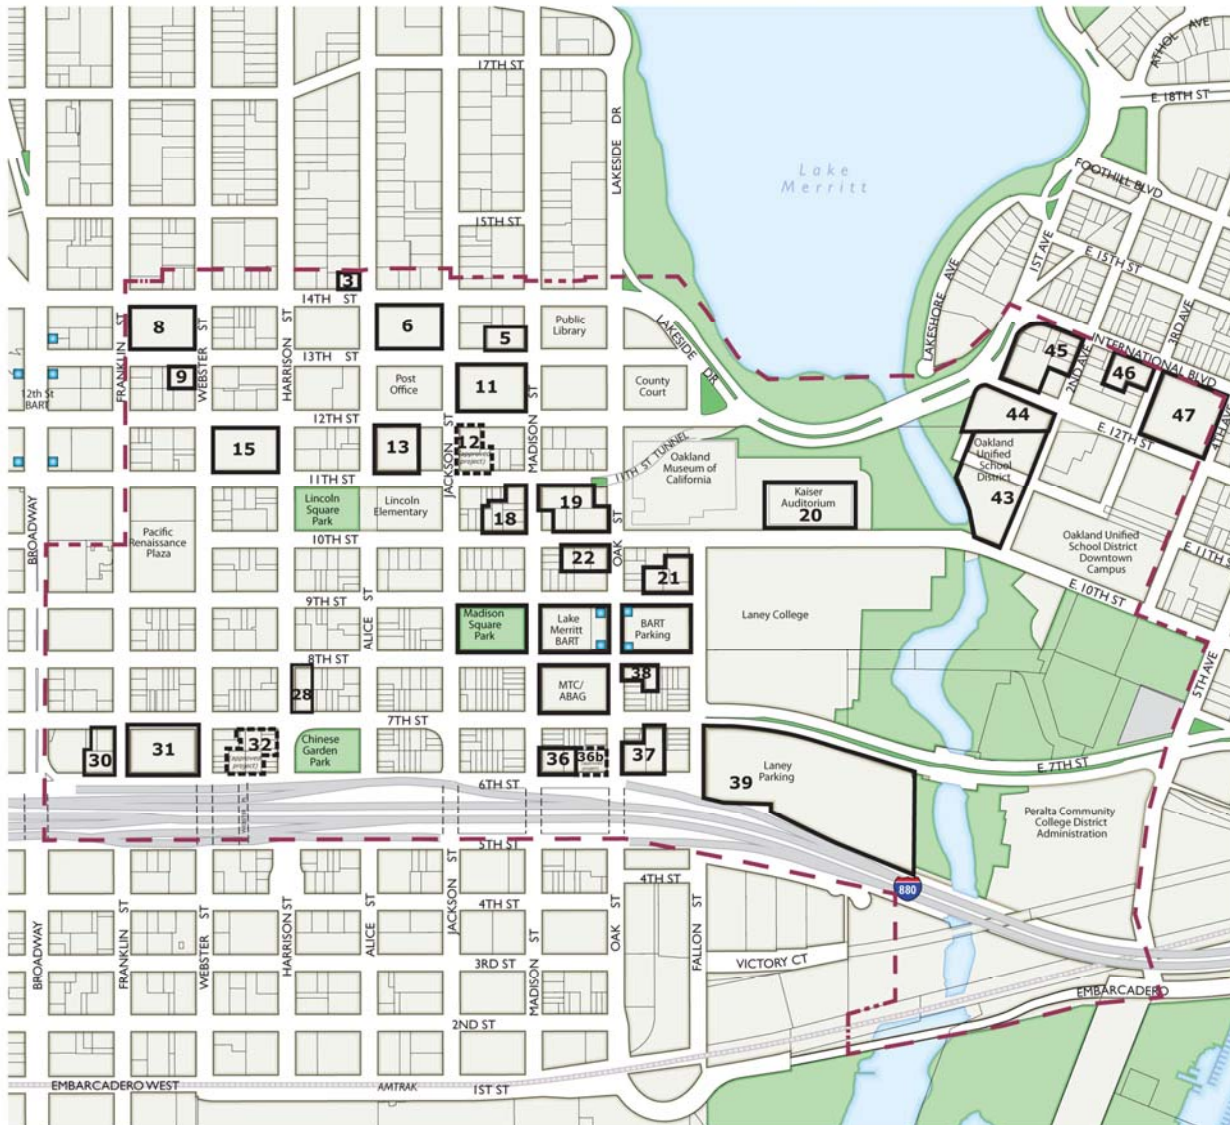 17TH ST
LAKESIDE DR
Lake
Merritt
ATHOL AVE
E. 18TH ST
FOOTHILL BLVD
15TH ST
1ST AVE
E. 15TH ST
LAKESHORE AVE
3RD AVE
3
14TH ST
FRANKLIN ST
8
WEBSTER ST
HARRISON ST
6
5
Public
Library
LAKESIDE DR
INTERNATIONAL BLVD
13TH ST
45
2ND AVE
46
9
Post
Office
11
County
Court
47
12th St
BART
12TH ST
JACKSON ST
MADISON ST
44
E. 12TH ST
4TH AVE
15
13
12
(approved
project)
11TH ST TUNNEL
Oakland
Museum of
California
Oakland
Unified
School
District
43
11TH ST
Lincoln
Square
Park
Lincoln
Elementary
18
19
OAK ST
Kaiser
Auditorium
20
BROADWAY
Pacific
Renaissance
Plaza
10TH ST
22
21
Oakland Unified
School District
Downtown
Campus
E. 11TH ST
E. 10TH ST
9TH ST
ALICE ST
Madison
Square
Park
Lake
Merritt
BART
BART
Parking
Laney College
8TH ST
28
MTC/
ABAG
38
5TH AVE
7TH ST
30
31
32
(approved
project)
Chinese
Garden
Park
36
36b
37
Laney
Parking
39
E. 7TH ST
6TH ST
Peralta Community
College District
Administration
5TH ST
4TH ST
880
BROADWAY
FRANKLIN ST
WEBSTER ST
HARRISON ST
ALICE ST
JACKSON ST
4TH ST
MADISON ST
OAK ST
FALLON ST
3RD ST
VICTORY CT
EMBARCADERO
2ND ST
EMBARCADERO WEST
AMTRAK
1ST ST